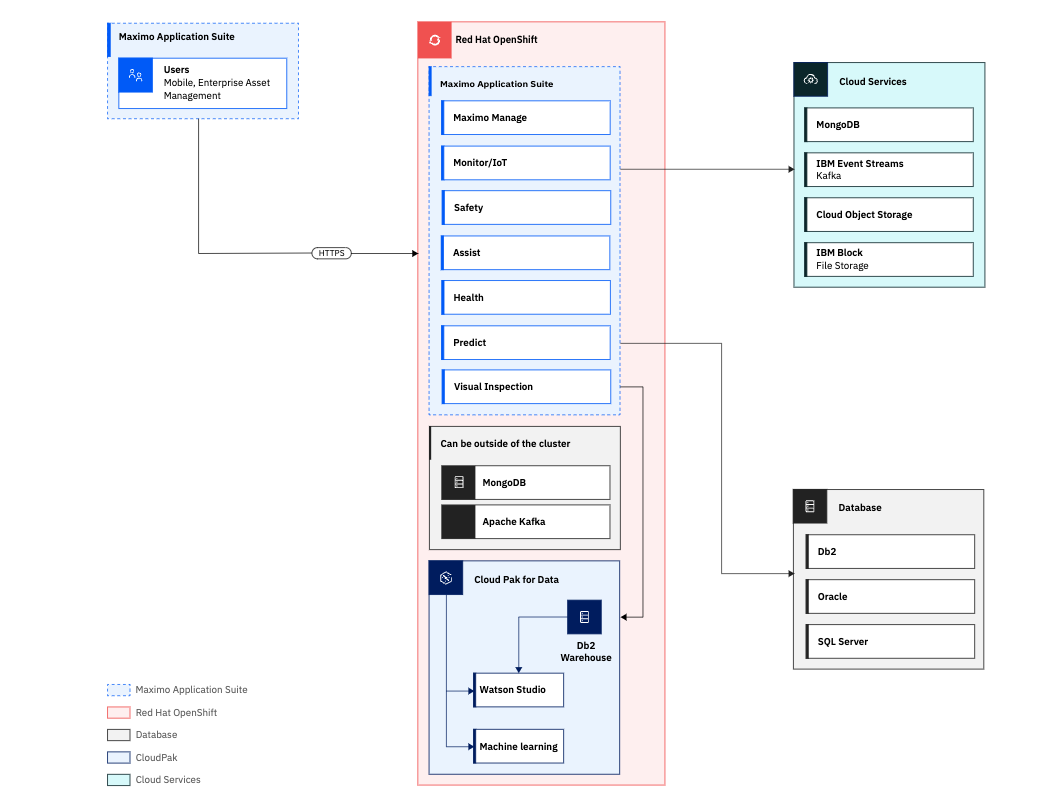 Maximo Application Suite
Users
Mobile, Enterprise Asset
Management
HTTPS
Red Hat OpenShift
Maximo Application Suite
Maximo Manage
Monitor/IoT
Safety
Assist
Health
Predict
Visual Inspection
Can be outside of the cluster
MongoDB
Apache Kafka
Cloud Pak for Data
Db2
Warehouse
Watson Studio
Machine learning
Cloud Services
MongoDB
IBM Event Streams
Kafka
Cloud Object Storage
IBM Block
File Storage
Database
Db2
Oracle
SQL Server
Maximo Application Suite
Red Hat OpenShift
Database
CloudPak
Cloud Services